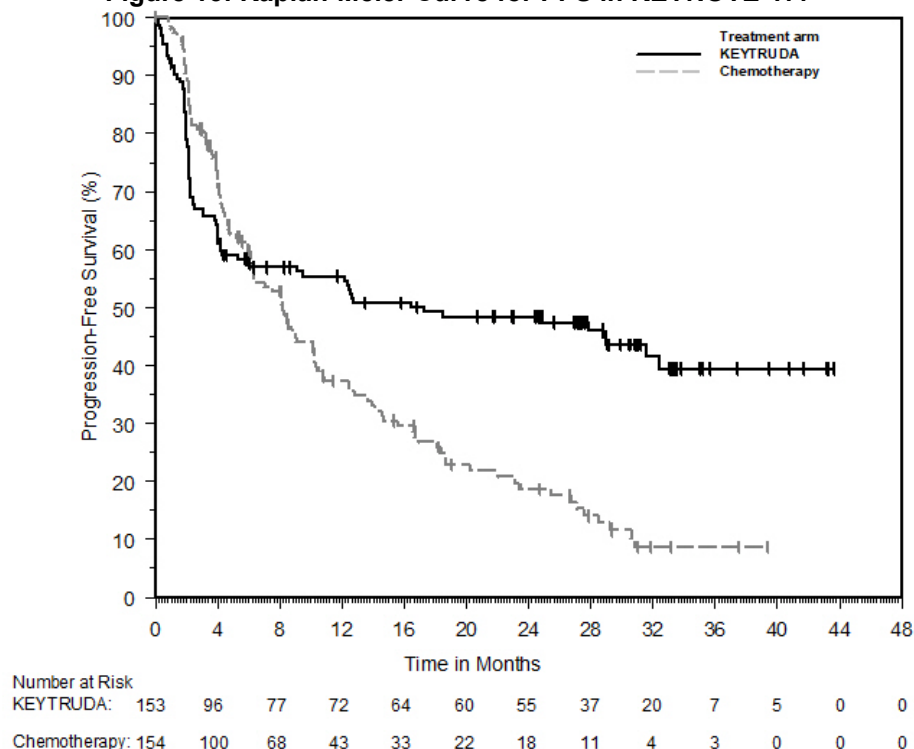 Treatment arm
KEYTRUDA
Chemotherapy
Progression-Free Survival (%)
100
90
80
70
60
50
40
30
20
10
0
0 4 8 12 16 20 24 28 32 36 40 44 48
Time in Months
Number at Risk
KEYTRUDA: 153 96 77 72 64 60 55 37 20 7 5 0 0
Chemotherapy: 154 100 68 43 33 22 18 11 4 3 0 0 0